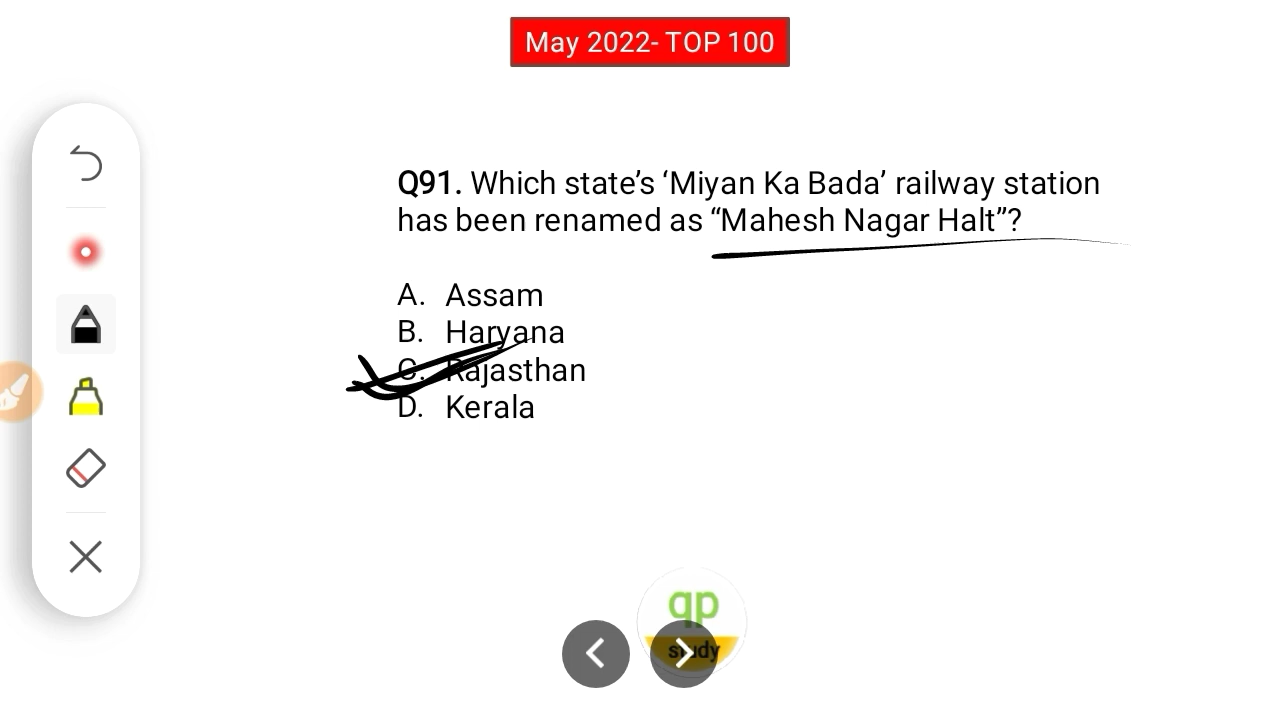 May 2022- TOP 100
Q91. Which state’s ‘Miyan Ka Bada’ railway station
has been renamed as “Mahesh Nagar Halt”?
A. Assam
B. Haryana
C. Rajasthan
D. Kerala
qp
study